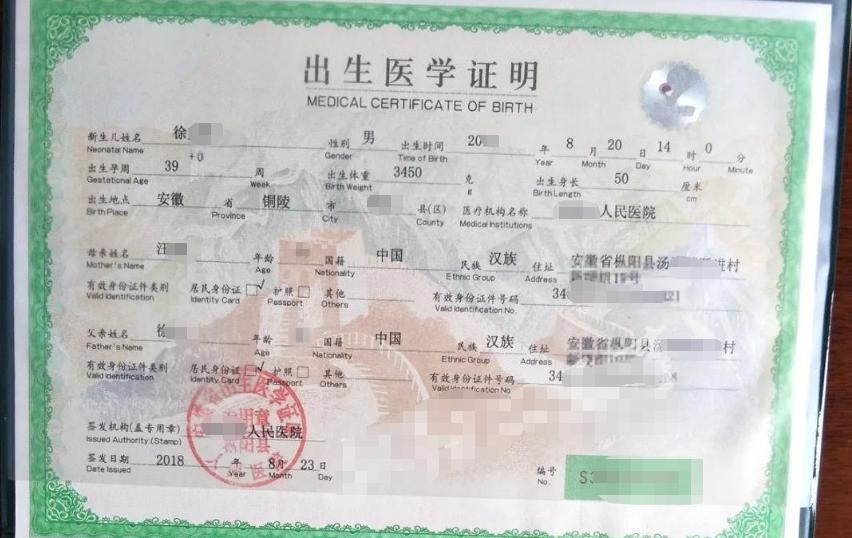 出生医学证明
MEDICAL CERTIFICATE OF BIRTH
新生儿姓名 徐 性别 男 出生时间 20 年 8 月 20 日 14 时 0 分
Neonatal Name Gender Time of Birth Year Month Day Hour Minute
出生孕周 39 +0 周 出生体重 3450 克 出生身长 50 厘米
Gestational Age Week Birth Weight g Birth Length cm
出生地点 安徽 省 铜陵 市 县(区) 医疗机构名称 人民医院
Birth Place Province City County Medical Institutions
母亲姓名 汪 年龄 国籍 中国 民族 汉族 住址 安徽省枞阳县汤 进村
Mother's Name Age Nationality Ethnic Group Address
有效身份证件类别 居民身份证 ✓ 护照 其他 有效身份证件号码 34
Valid Identification Identity Card Passport Others Valid Identification No.
父亲姓名 徐 年龄 国籍 中国 民族 汉族 住址 安徽省枞阳县 村
Father's Name Age Nationality Ethnic Group Address
有效身份证件类别 居民身份证 ✓ 护照 其他 有效身份证件号码 34
Valid Identification Identity Card Passport Others Valid Identification No.
签发机构(盖专用章) 人民医院
Issued Authority (Stamp)
签发日期 2018 年 8 月 23 日
Date Issued Year Month Day
编号 S3
No.